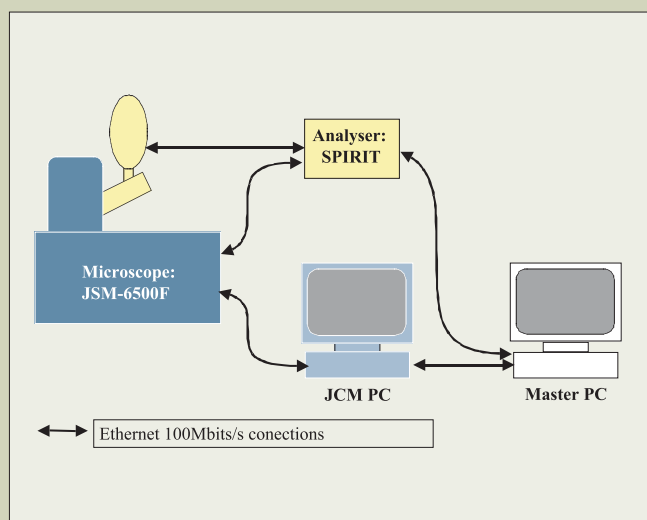 Analyser:
SPIRIT
Microscope:
JSM-6500F
JCM PC
Master PC
Ethernet 100Mbits/s conections